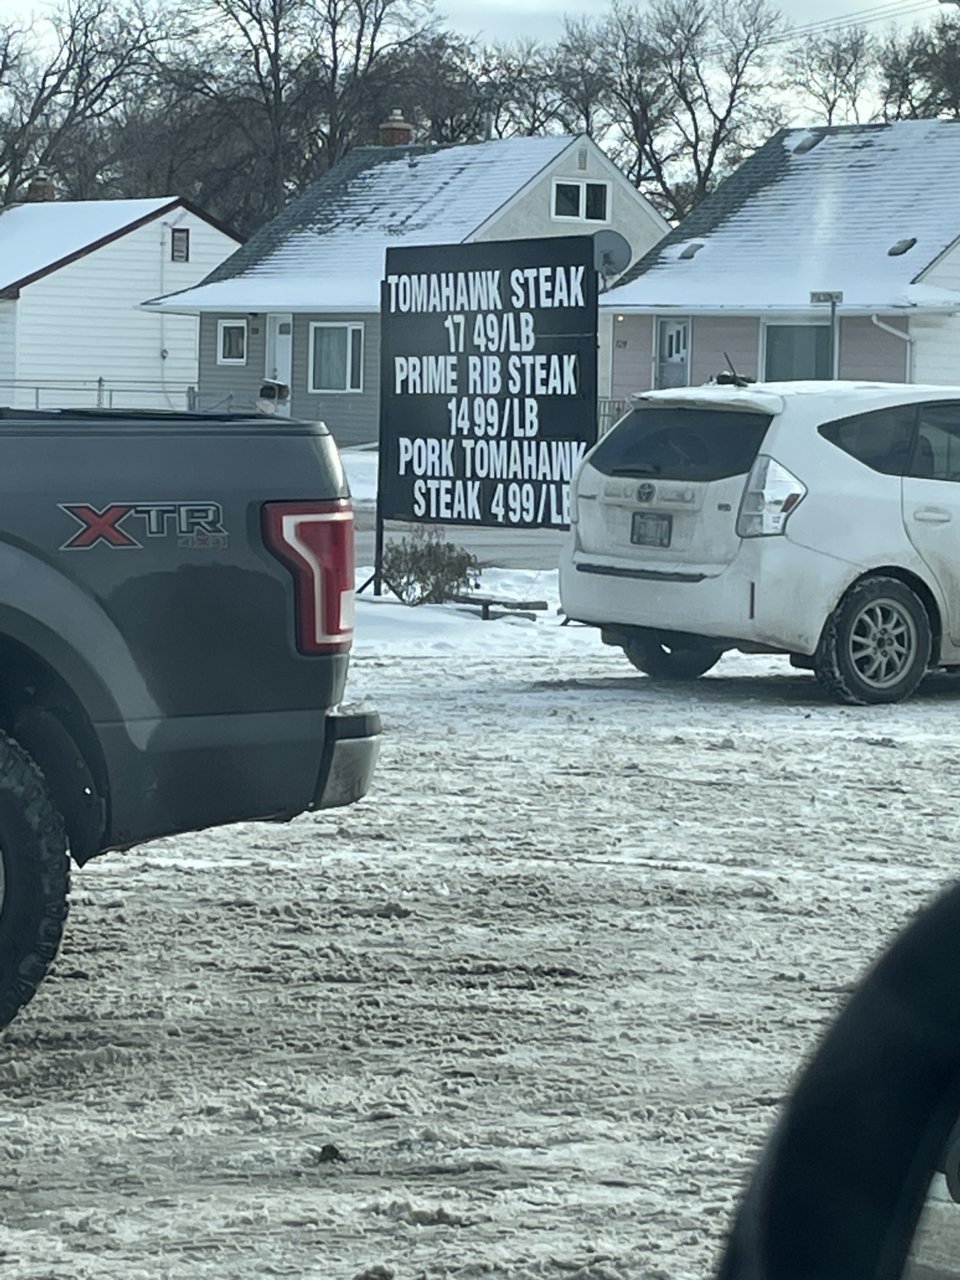 TOMAHAWK STEAK
17 49/LB
PRIME RIB STEAK
14 99/LB
PORK TOMAHAWK
STEAK 4 99/LB
XTR
4x4